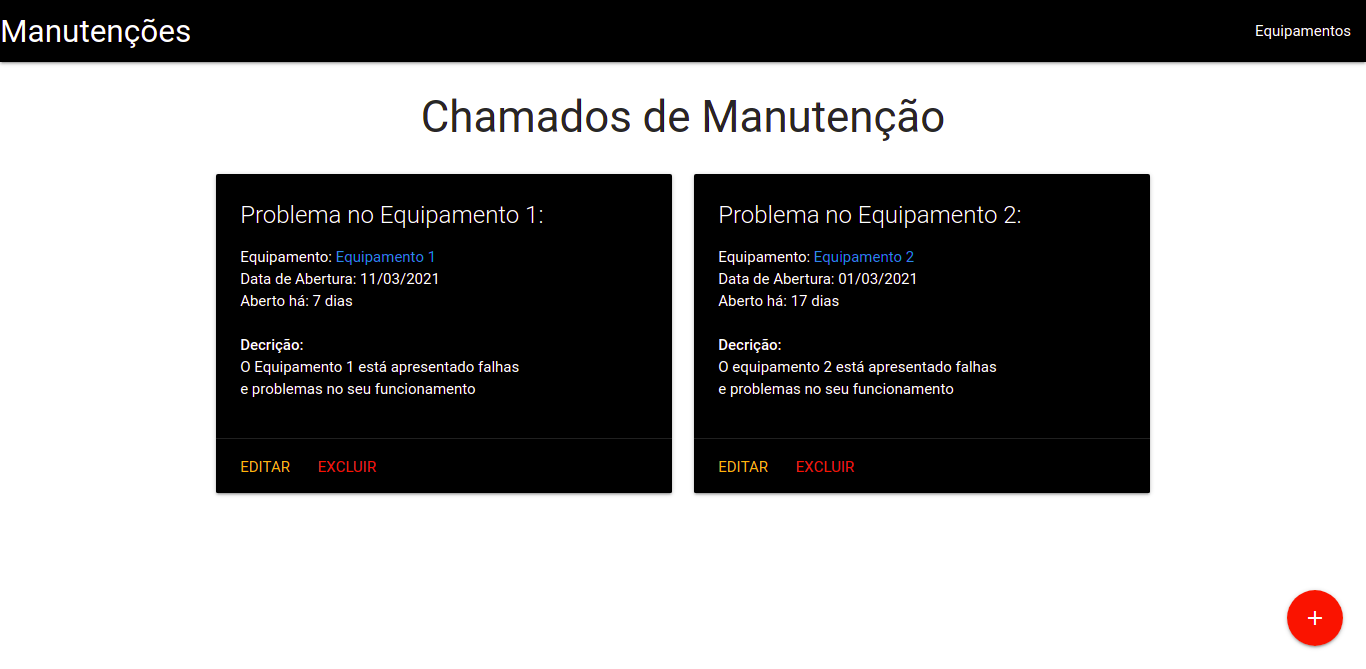 Manutenções
Equipamentos
Chamados de Manutenção
Problema no Equipamento 1:
Equipamento: Equipamento 1
Data de Abertura: 11/03/2021
Aberto há: 7 dias
Decrição:
O Equipamento 1 está apresentado falhas
e problemas no seu funcionamento
EDITAR
EXCLUIR
Problema no Equipamento 2:
Equipamento: Equipamento 2
Data de Abertura: 01/03/2021
Aberto há: 17 dias
Decrição:
O equipamento 2 está apresentado falhas
e problemas no seu funcionamento
EDITAR
EXCLUIR
+